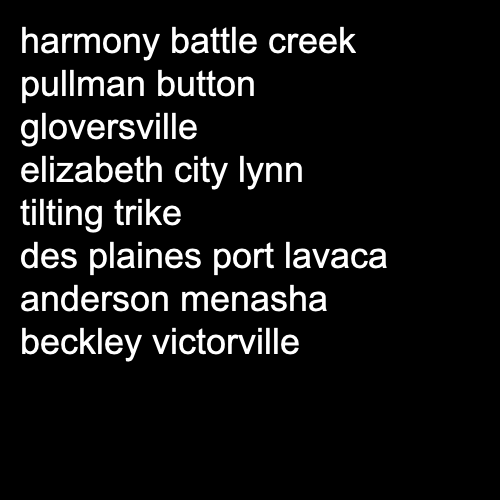 harmony battle creek
pullman button
gloversville
elizabeth city lynn
tilting trike
des plaines port lavaca
anderson menasha
beckley victorville